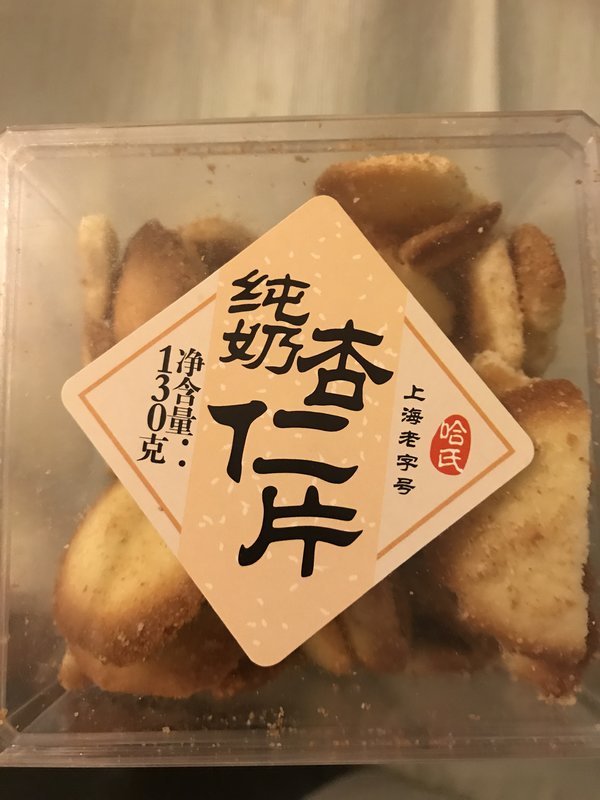 纯奶
杏仁片
净含量：
130克
上海老字号
哈氏